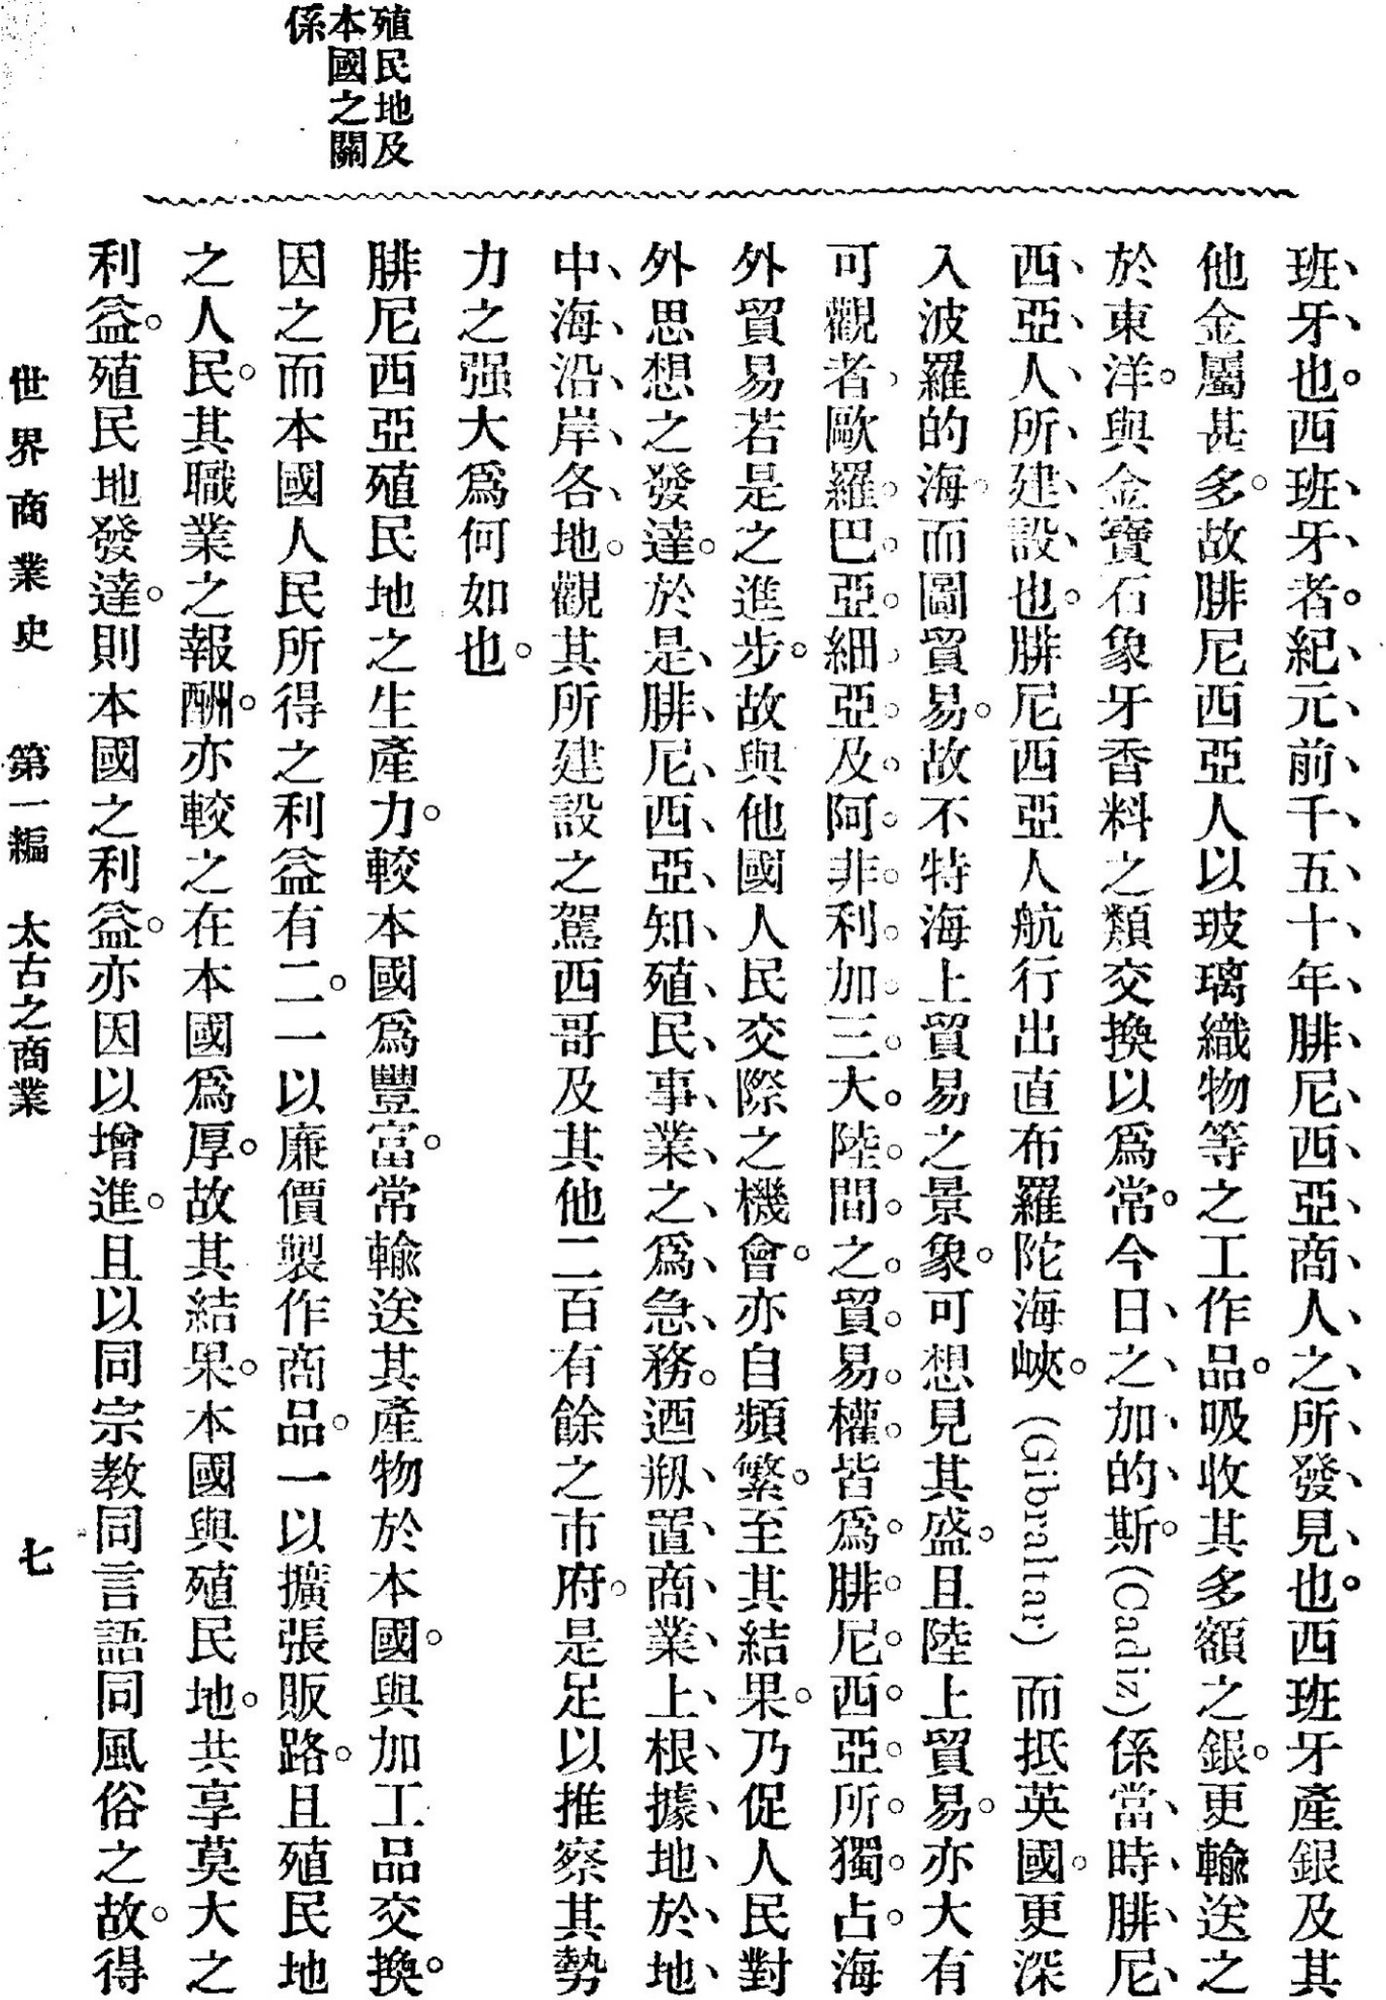 殖民地及
本國之關
係
班、牙、也。西班、牙、者。紀、元、前、千、五、十、年、腓、尼、西、亞、商、人、之、所、發、見、也。西班牙產銀及其
他金屬甚多。故腓尼西亞人以玻璃織物等之工作品。吸收其多額之銀。更輸送之
於東洋。與金寶石象牙香料之類交換以爲常。今日、之、加、的、斯。(Cadiz)係當、時、腓、尼、
西、亞、人、所、建、設、也。腓尼西亞人航行出直布羅陀海峽。(Gibraltar)而抵英國。更深
入波羅的海。而圖貿易。故不特海上貿易之景象。可想見其盛。且陸上貿易。亦大有
可觀者、歐羅。巴。亞。細、亞。及。阿。非。利。加。三。大。陸。間。之。貿。易。權。皆爲。腓。尼。西。亞。所。獨。占。海
外貿易若是之進步。故與他國人民交際之機會。亦自頻繁。至其結果。乃促人民對
外思想之發達。於是、腓、尼、西、亞、知、殖、民、事、業、之、爲、急、務。迺剏、置、商、業、上、根、據、地、於、地、
中、海、沿、岸、各、地。觀其所建設之駕西哥及其他二百有餘之市府。是足以推察其勢
力之强大爲何如也。
腓尼西亞殖民地之生產力。較本國爲豐富。常輸送其產物於本國。與加工品交換。
因之而本國人民所得之利益有二。一以廉價製作商品。一以擴張販路。且殖民地
之人民。其職業之報酬。亦較之在本國爲厚。故其結果。本國與殖民地。共享莫大之
利益。殖民地發達。則本國之利益。亦因以增進。且以同宗教同言語同風俗之故。得
世界商業史 第一編 太古之商業 七